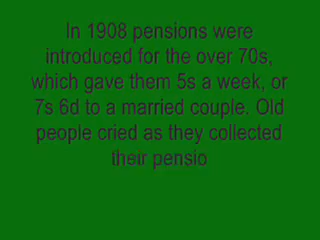 In 1908 pensions were
introduced for the over 70s,
which gave them 5s a week, or
7s 6d to a married couple. Old
people cried as they collected
their pensio